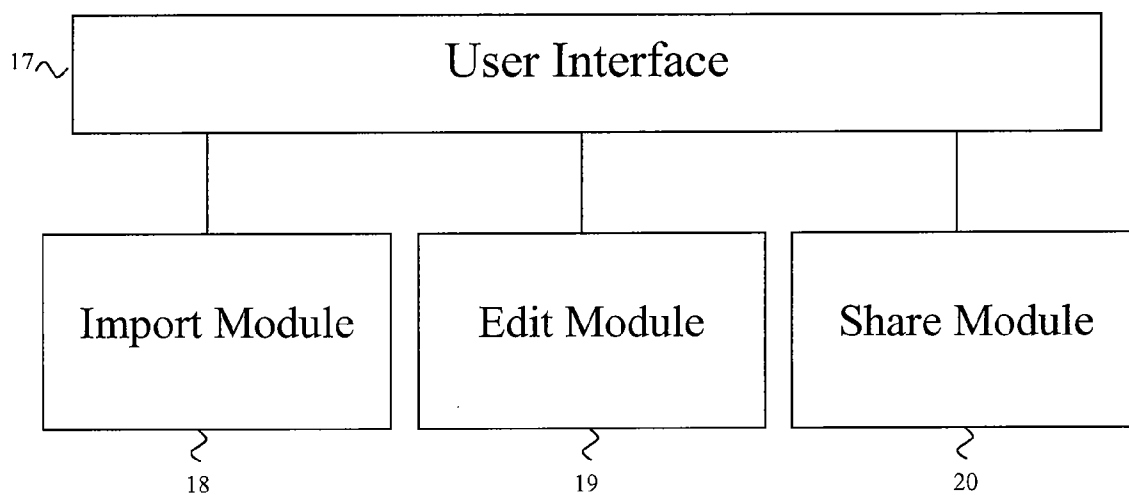 17
User Interface
Import Module
Edit Module
Share Module
18
19
20